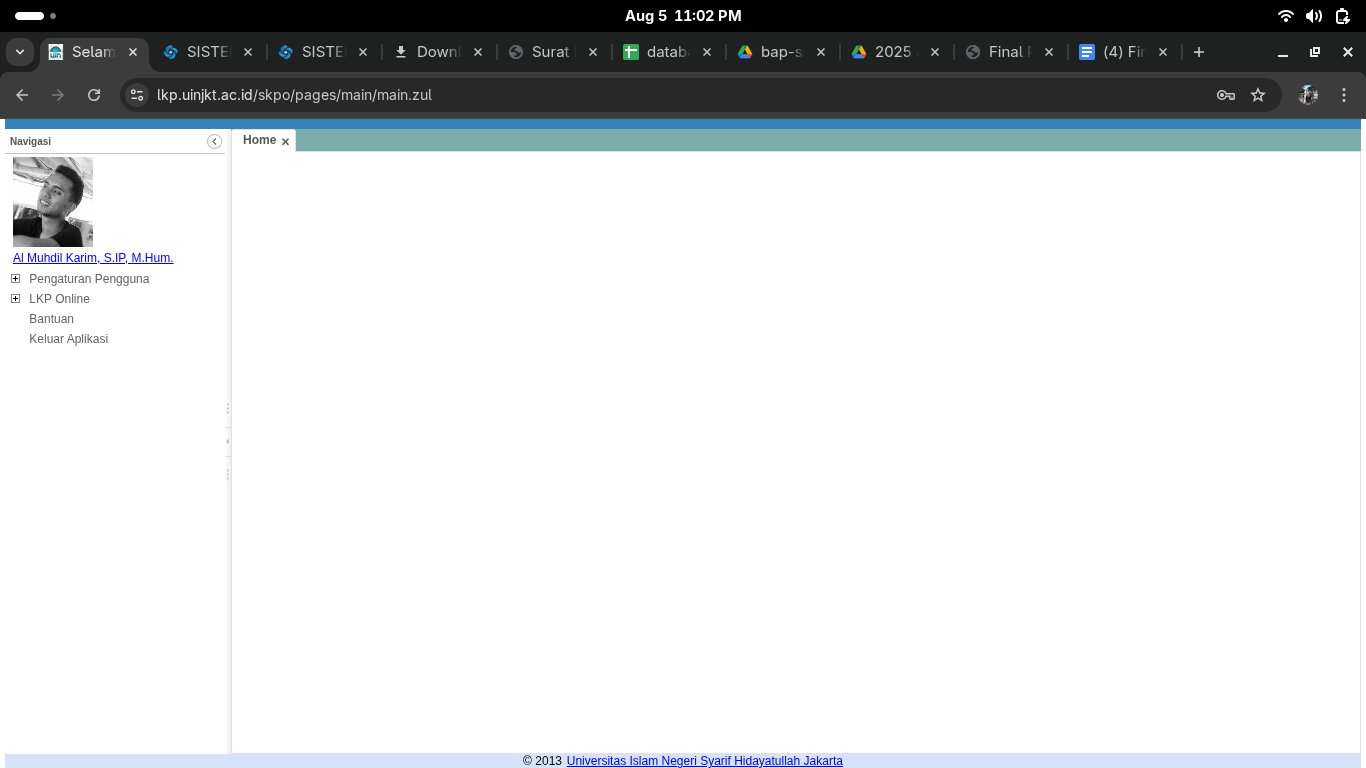 Aug 5 11:02 PM
Selam
SISTE
SISTE
Downl
Surat
datab
bap-s
2025
Final
(4) Fir
lkp.uinjkt.ac.id/skpo/pages/main/main.zul
Navigasi
Home
Al Muhdil Karim, S.IP, M.Hum.
Pengaturan Pengguna
LKP Online
Bantuan
Keluar Aplikasi
© 2013 Universitas Islam Negeri Syarif Hidayatullah Jakarta